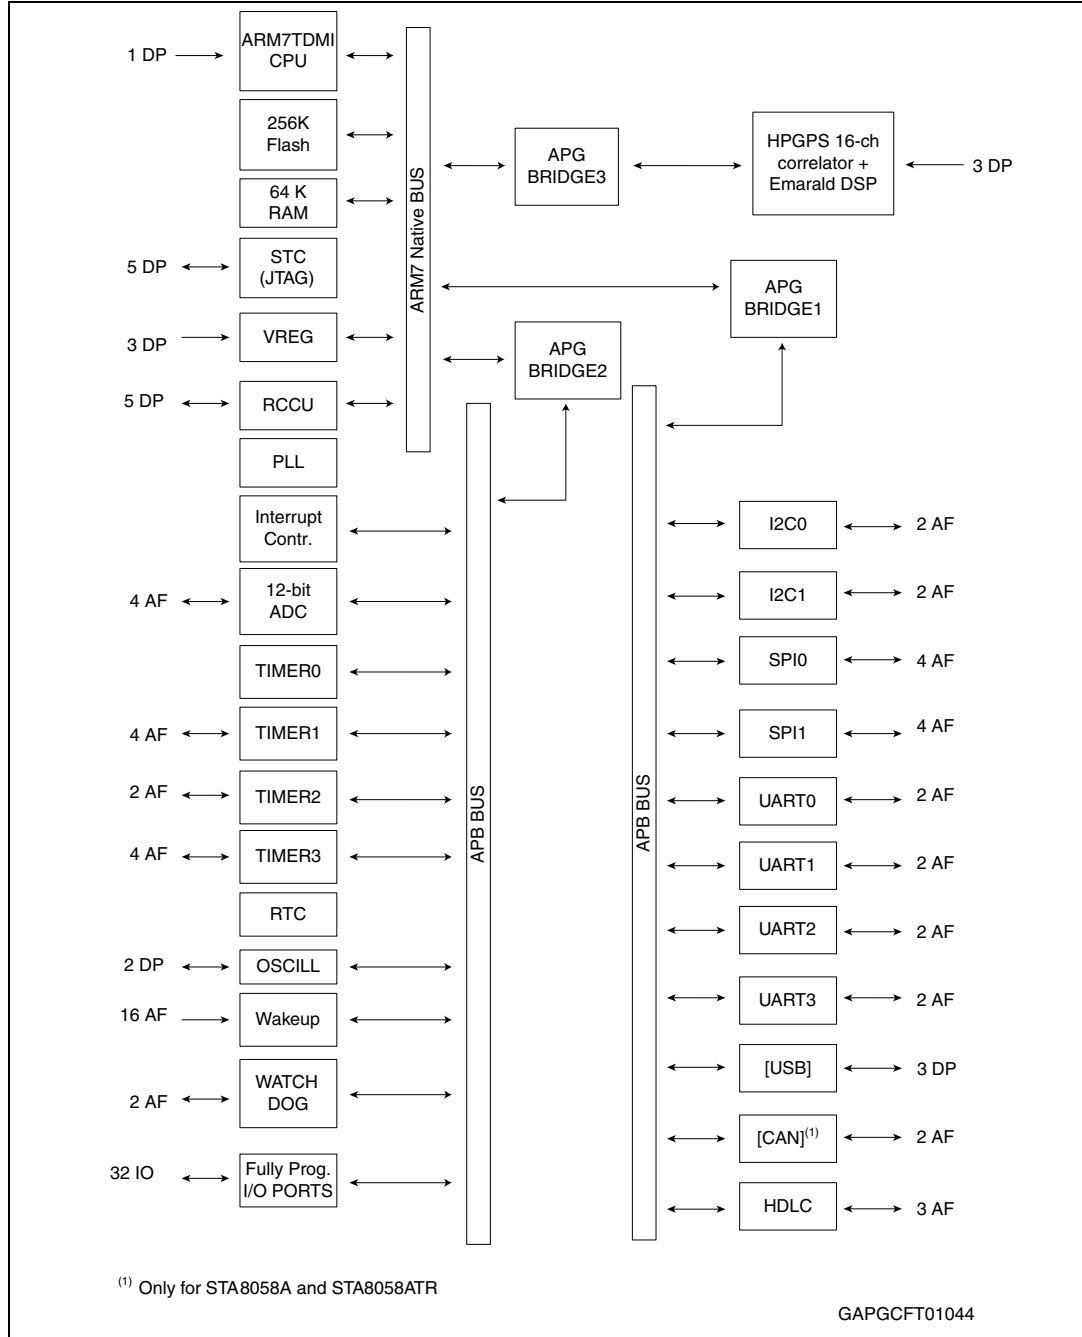 1 DP
ARM7TDMI
CPU
256K
Flash
64 K
RAM
5 DP
STC
(JTAG)
3 DP
VREG
5 DP
RCCU
PLL
Interrupt
Contr.
4 AF
12-bit
ADC
TIMER0
4 AF
TIMER1
2 AF
TIMER2
4 AF
TIMER3
RTC
2 DP
OSCILL
16 AF
Wakeup
2 AF
WATCH
DOG
32 IO
Fully Prog.
I/O PORTS
ARM7 Native BUS
APG
BRIDGE3
HPGPS 16-ch
correlator +
Emarald DSP
3 DP
APG
BRIDGE1
APG
BRIDGE2
APB BUS
APB BUS
I2C0
2 AF
I2C1
2 AF
SPI0
4 AF
SPI1
4 AF
UART0
2 AF
UART1
2 AF
UART2
2 AF
UART3
2 AF
[USB]
3 DP
[CAN](1)
2 AF
HDLC
3 AF
(1) Only for STA8058A and STA8058ATR
GAPGCFT01044